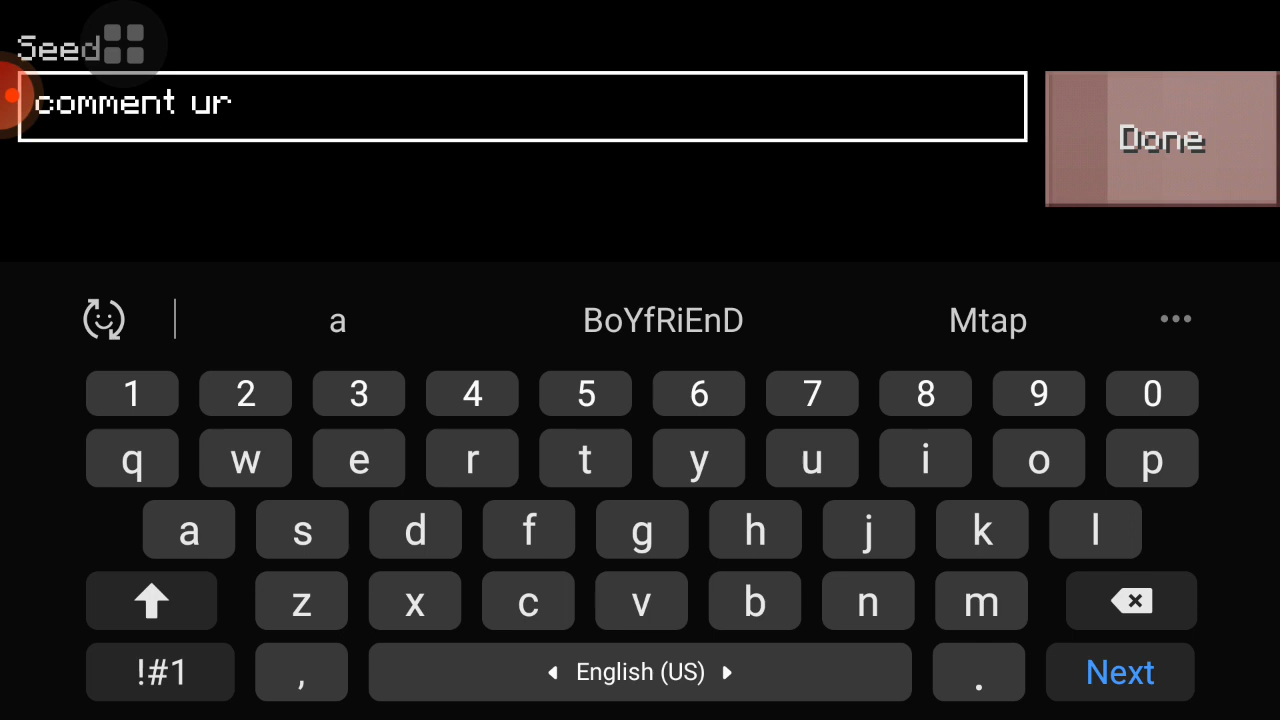 Seed
comment ur
Done
a BoYfRiEnD Mtap
1 2 3 4 5 6 7 8 9 0
q w e r t y u i o p
a s d f g h j k l
z x c v b n m
!#1 , English (US) . Next